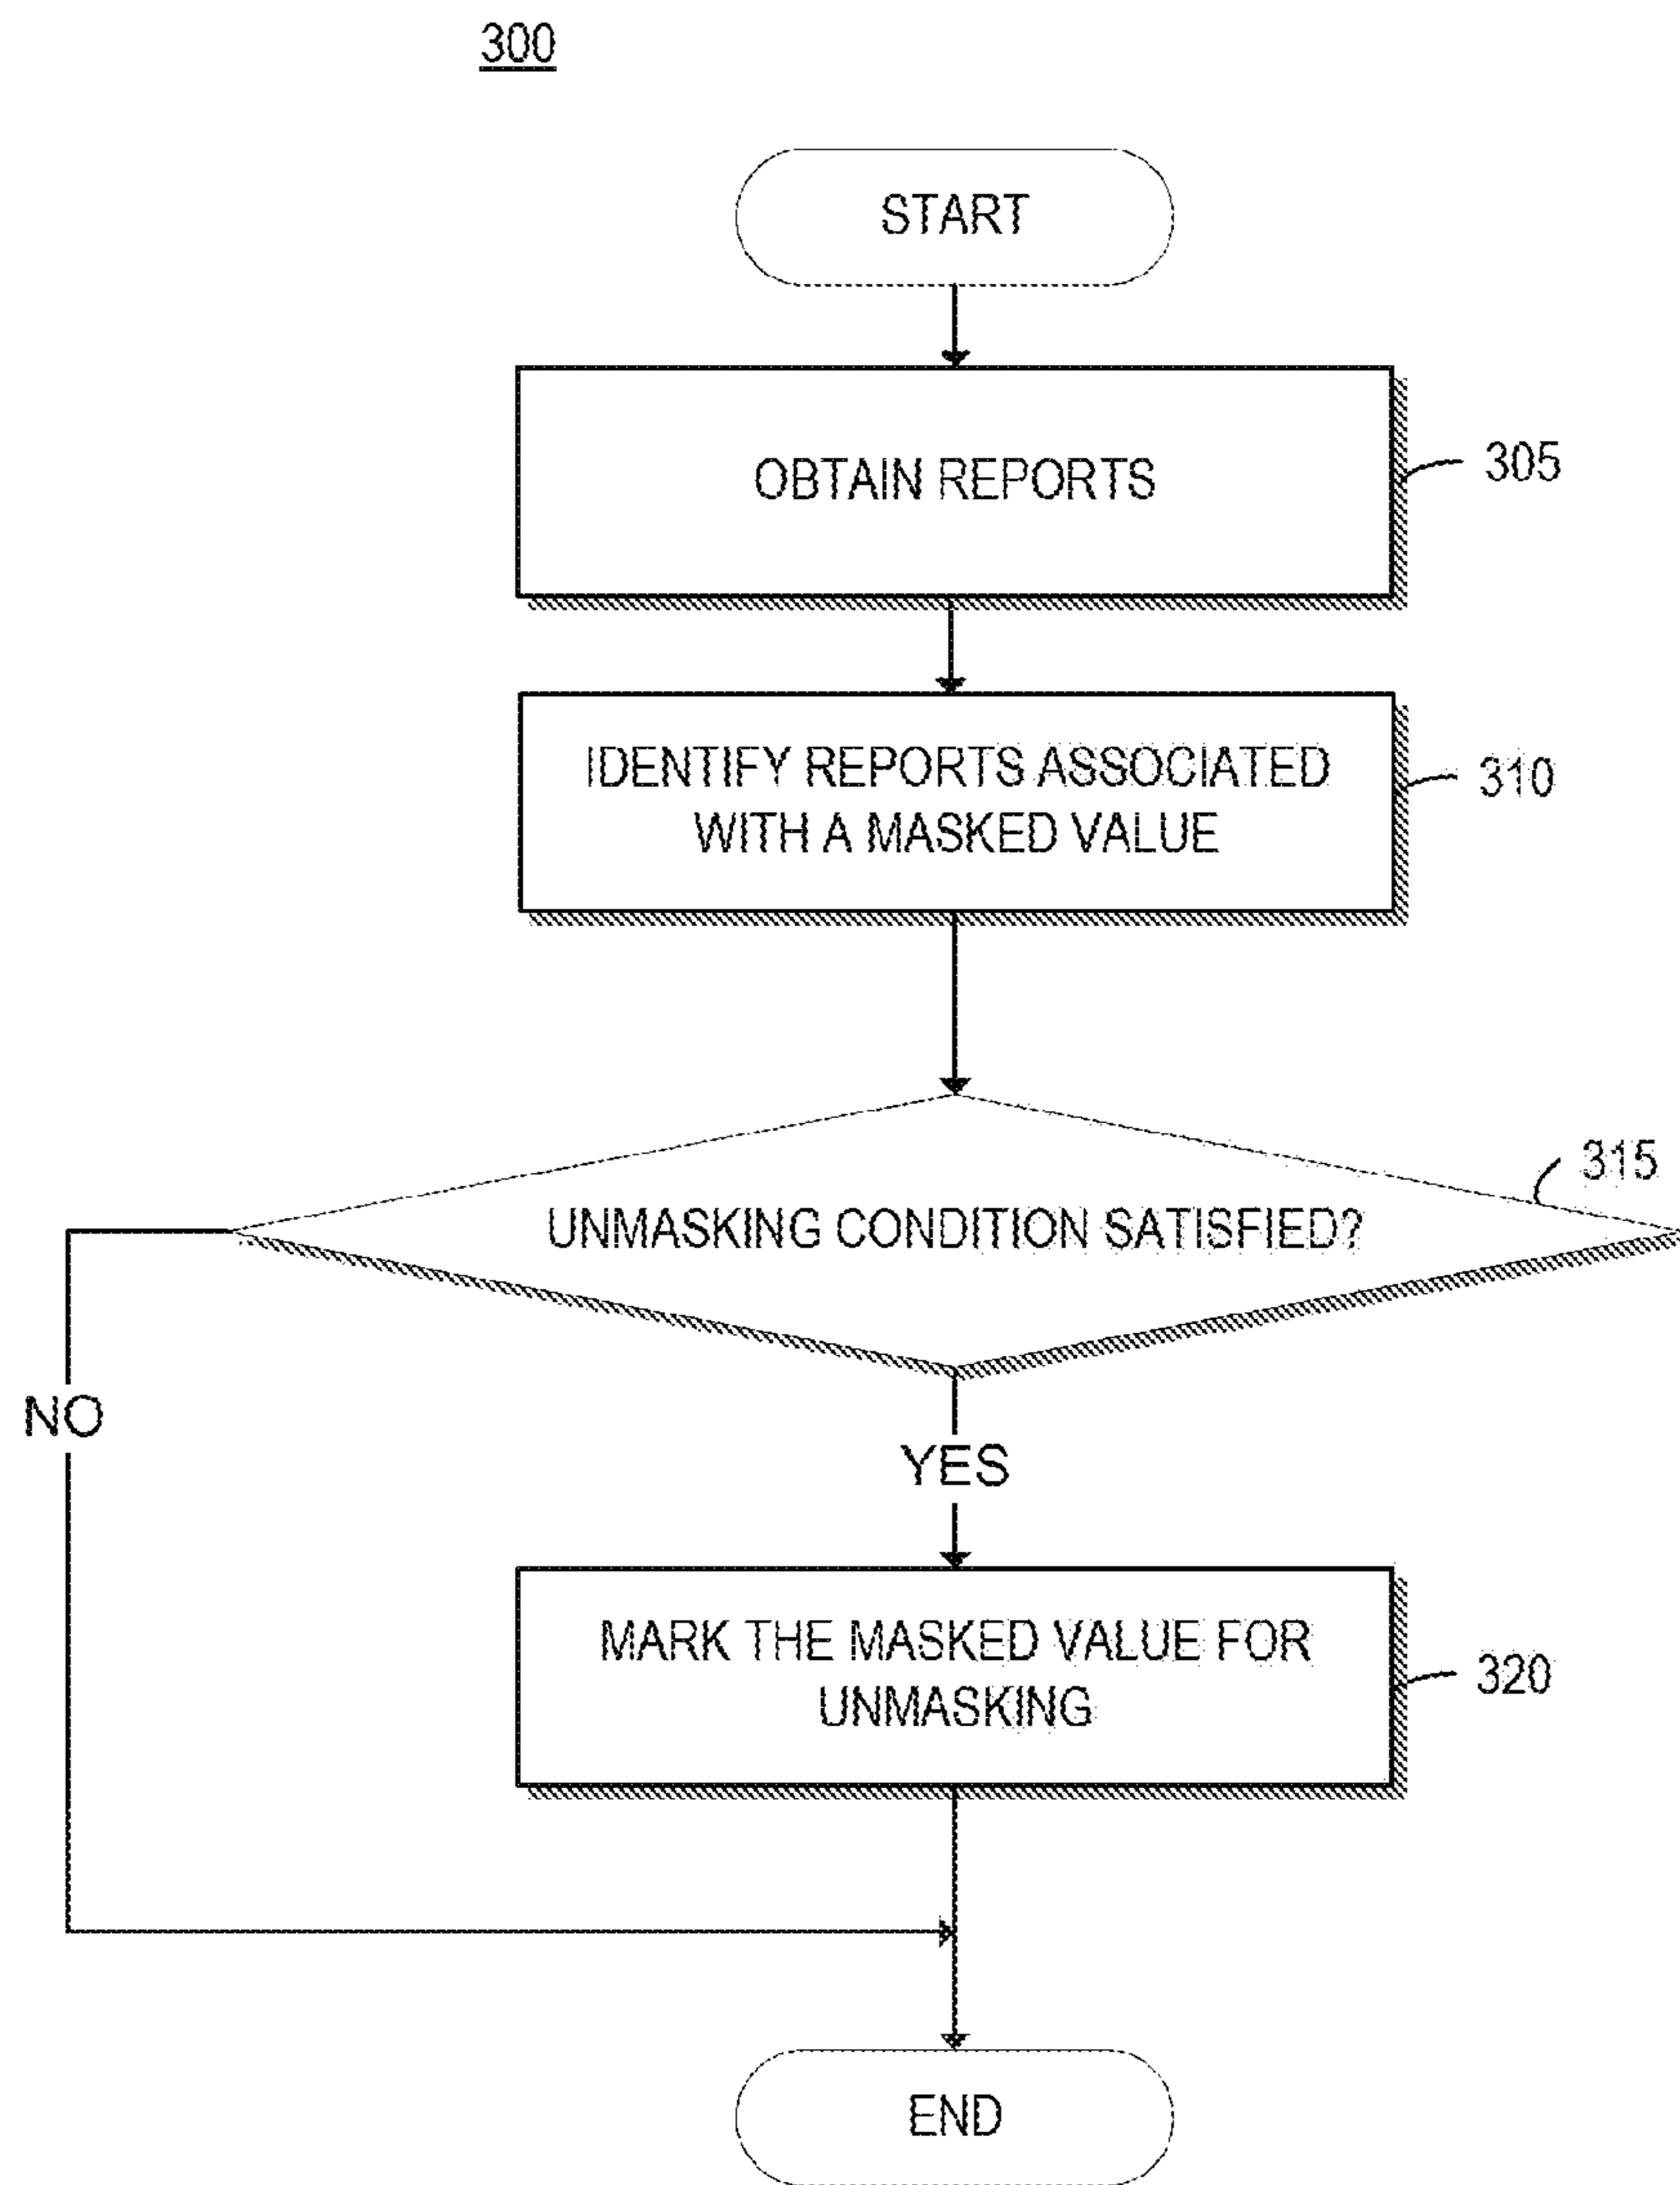 300
START
OBTAIN REPORTS
305
IDENTIFY REPORTS ASSOCIATED
WITH A MASKED VALUE
310
UNMASKING CONDITION SATISFIED?
315
NO
YES
MARK THE MASKED VALUE FOR
UNMASKING
320
END